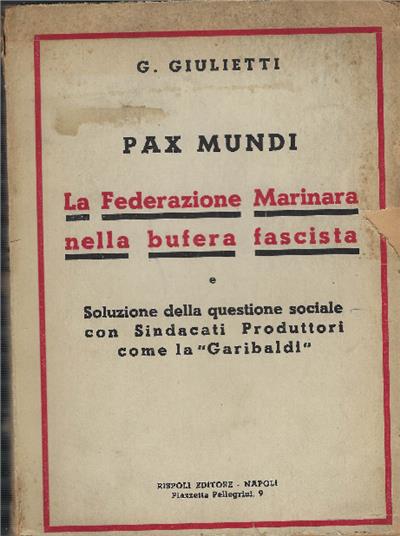 G. GIULIETTI
PAX MUNDI
La Federazione Marinara
nella bufera fascista
e
Soluzione della questione sociale
con Sindacati Produttori
come la "Garibaldi"
RISPOLI EDITORE - NAPOLI
Piazzetta Pellegrini, 9